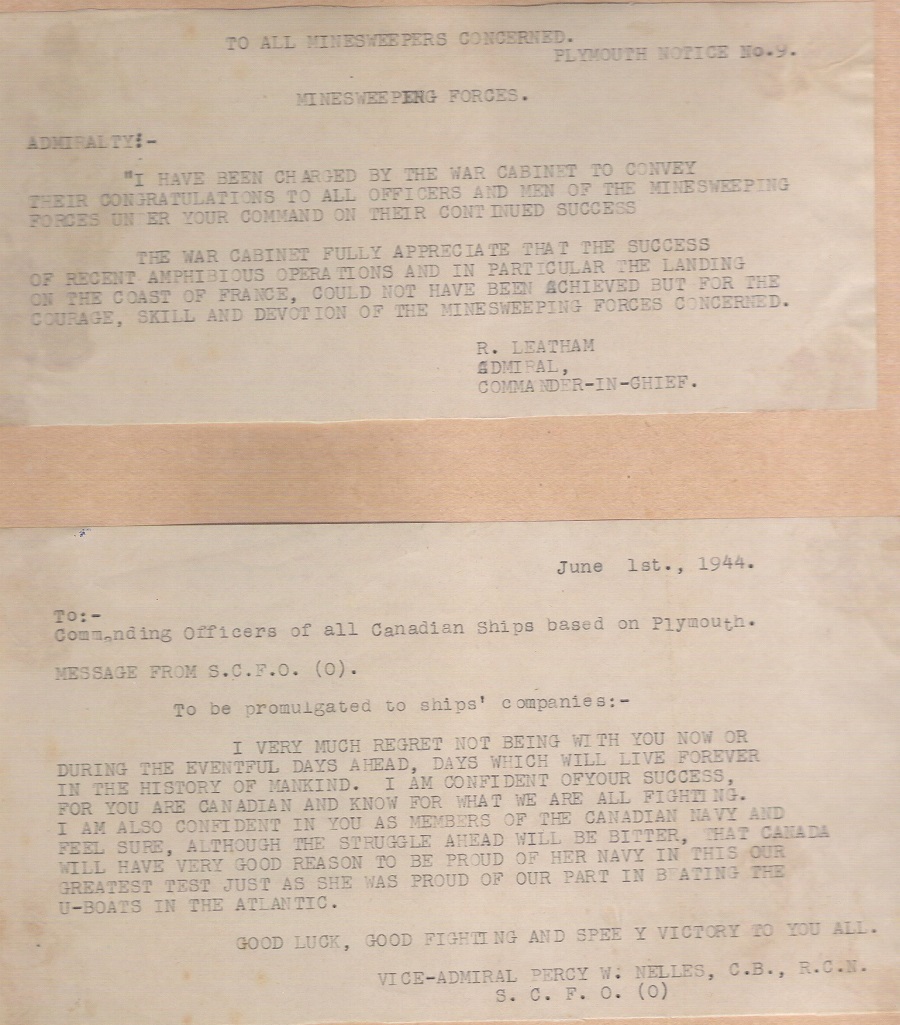 TO ALL MINESWEEPERS CONCERNED.
PLYMOUTH NOTICE No.9.
MINESWEEPING FORCES.
ADMIRALTY:-
"I HAVE BEEN CHARGED BY THE WAR CABINET TO CONVEY
THEIR CONGRATULATIONS TO ALL OFFICERS AND MEN OF THE MINESWEEPING
FORCES UN ER YOUR COMMAND ON THEIR CONTINUED SUCCESS
THE WAR CABINET FULLY APPRECIATE THAT THE SUCCESS
OF RECENT AMPHIBIOUS OPERATIONS AND IN PARTICULAR THE LANDING
ON THE COAST OF FRANCE, COULD NOT HAVE BEEN ACHIEVED BUT FOR THE
COURAGE, SKILL AND DEVOTION OF THE MINESWEEPING FORCES CONCERNED.
R. LEATHAM
ADMIRAL,
COMMANDER-IN-CHIEF.
June 1st., 1944.
To:-
Commanding Officers of all Canadian Ships based on Plymouth.
MESSAGE FROM S.C.F.O. (O).
To be promulgated to ships' companies:-
I VERY MUCH REGRET NOT BEING WITH YOU NOW OR
DURING THE EVENTFUL DAYS AHEAD, DAYS WHICH WILL LIVE FOREVER
IN THE HISTORY OF MANKIND. I AM CONFIDENT OFYOUR SUCCESS,
FOR YOU ARE CANADIAN AND KNOW FOR WHAT WE ARE ALL FIGHTING.
I AM ALSO CONFIDENT IN YOU AS MEMBERS OF THE CANADIAN NAVY AND
FEEL SURE, ALTHOUGH THE STRUGGLE AHEAD WILL BE BITTER, THAT CANADA
WILL HAVE VERY GOOD REASON TO BE PROUD OF HER NAVY IN THIS OUR
GREATEST TEST JUST AS SHE WAS PROUD OF OUR PART IN BEATING THE
U-BOATS IN THE ATLANTIC.
GOOD LUCK, GOOD FIGHTING AND SPEE Y VICTORY TO YOU ALL.
VICE-ADMIRAL PERCY W. NELLES, C.B., R.C.N.
S. C. F. O. (O)